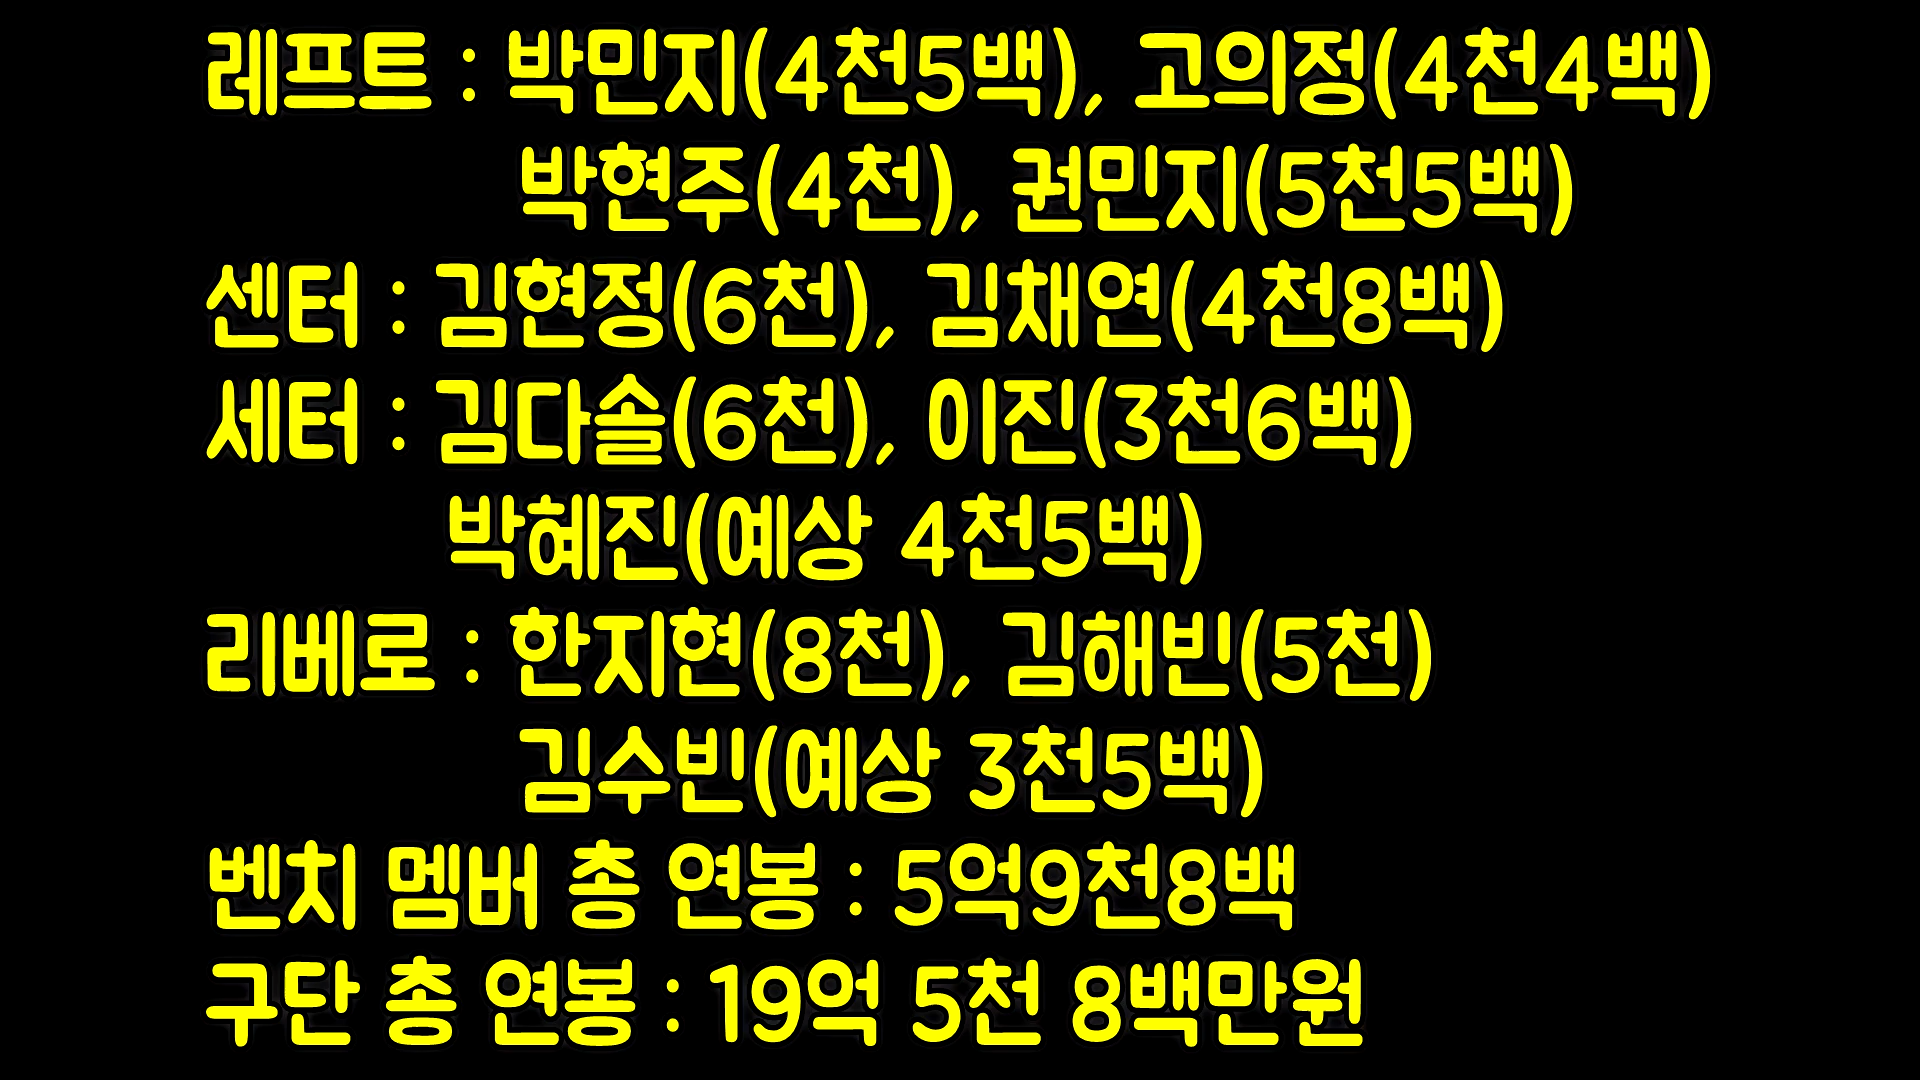 레프트 : 박민지(4천5백), 고의정(4천4백)
박현주(4천), 권민지(5천5백)
센터 : 김현정(6천), 김채연(4천8백)
세터 : 김다솔(6천), 이진(3천6백)
박혜진(예상 4천5백)
리베로 : 한지현(8천), 김해빈(5천)
김수빈(예상 3천5백)
벤치 멤버 총 연봉 : 5억9천8백
구단 총 연봉 : 19억 5천 8백만원